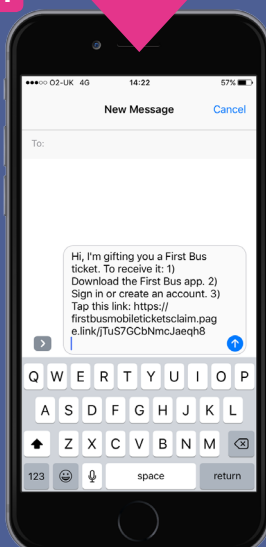 O2-UK 4G 14:22 57%
New Message Cancel
To:
Hi, I'm gifting you a First Bus
ticket. To receive it: 1)
Download the First Bus app. 2)
Sign in or create an account. 3)
Tap this link: https://
firstbusmobileticketsclaim.pag
e.link/jTuS7GCbNmcJaeqh8
Q W E R T Y U I O P
A S D F G H J K L
Z X C V B N M
123 space return